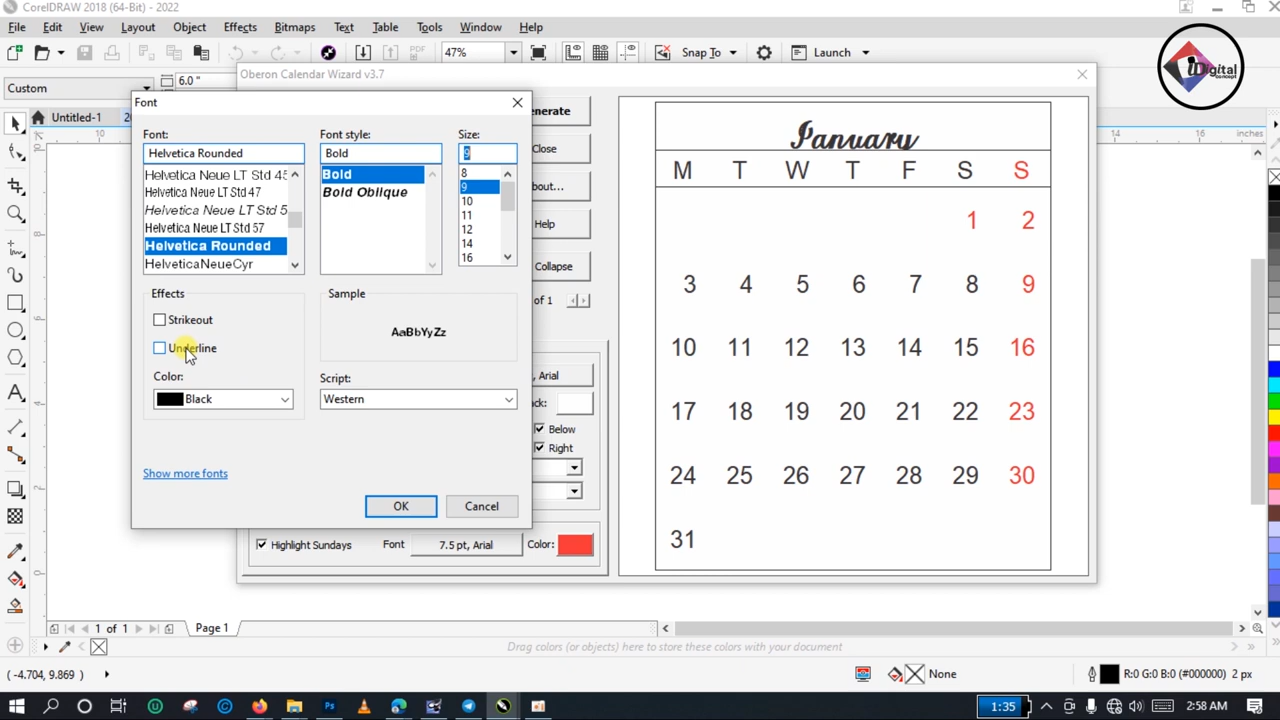 CorelDRAW 2018 (64-Bit) - 2022
File Edit View Layout Object Effects Bitmaps Text Table Tools Window Help
PDF 47% Snap To Launch
iDigital
concept
Custom 6.0 "
Oberon Calendar Wizard v3.7
Untitled-1
10 14 16 inches
Font
Font: Font style: Size:
Helvetica Rounded Bold 9
Helvetica Neue LT Std 45
Helvetica Neue LT Std 47
Helvetica Neue LT Std 5
Helvetica Neue LT Std 57
Helvetica Rounded
HelveticaNeueCyr
Bold
Bold Oblique
8
9
10
11
12
14
16
Effects
Strikeout
Underline
Color:
Black
Sample
AaBbYyZz
Script:
Western
Show more fonts
OK Cancel
enerate
Close
bout...
Help
Collapse
of 1
, Arial
ck:
Below
Right
Highlight Sundays Font 7.5 pt, Arial Color:
January
M T W T F S S
1 2
3 4 5 6 7 8 9
10 11 12 13 14 15 16
17 18 19 20 21 22 23
24 25 26 27 28 29 30
31
1 of 1 Page 1
Drag colors (or objects) here to store these colors with your document
(-4.704, 9.869) None R:0 G:0 B:0 (#000000) 2 px
1:35 2:58 AM